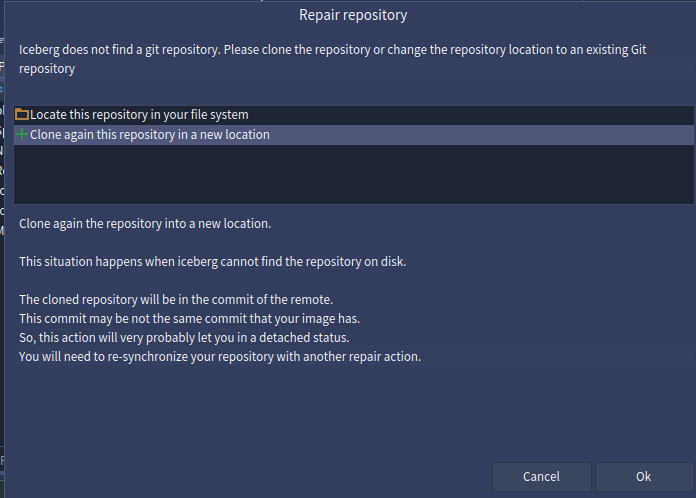 Repair repository
Iceberg does not find a git repository. Please clone the repository or change the repository location to an existing Git
repository
Locate this repository in your file system
Clone again this repository in a new location
Clone again the repository into a new location.
This situation happens when iceberg cannot find the repository on disk.
The cloned repository will be in the commit of the remote.
This commit may be not the same commit that your image has.
So, this action will very probably let you in a detached status.
You will need to re-synchronize your repository with another repair action.
Cancel
Ok